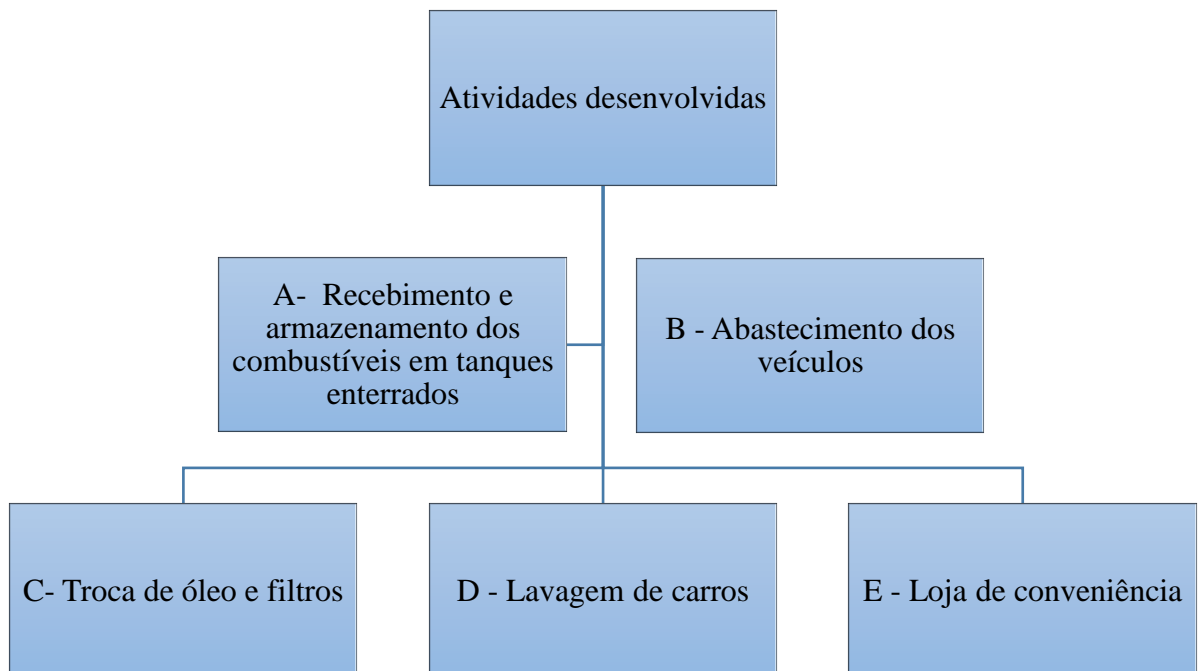 Atividades desenvolvidas
A- Recebimento e
armazenamento dos
combustíveis em tanques
enterrados
B - Abastecimento dos
veículos
C- Troca de óleo e filtros
D - Lavagem de carros
E - Loja de conveniência